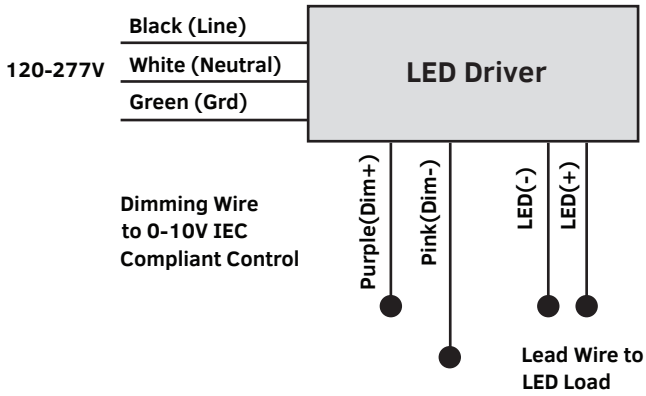 Black (Line)
120-277V
White (Neutral)
Green (Grd)
LED Driver
Dimming Wire
to 0-10V IEC
Compliant Control
Purple(Dim+)
Pink(Dim-)
LED(-)
LED(+)
Lead Wire to
LED Load